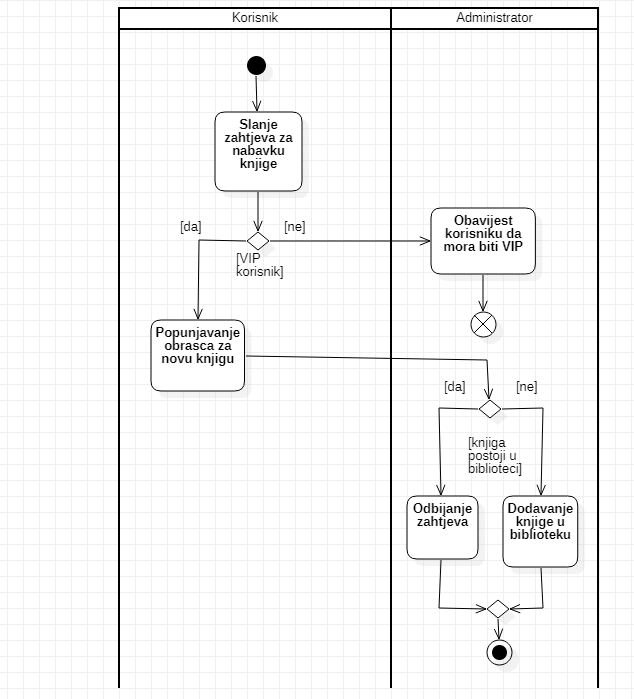 Korisnik
Administrator
Slanje
zahtjeva za
nabavku
knjige
[da]
[ne]
[VIP
korisnik]
Obavijest
korisniku da
mora biti VIP
Popunjavanje
obrasca za
novu knjigu
[da]
[ne]
[knjiga
postoji u
biblioteci]
Odbijanje
zahtjeva
Dodavanje
knjige u
biblioteku